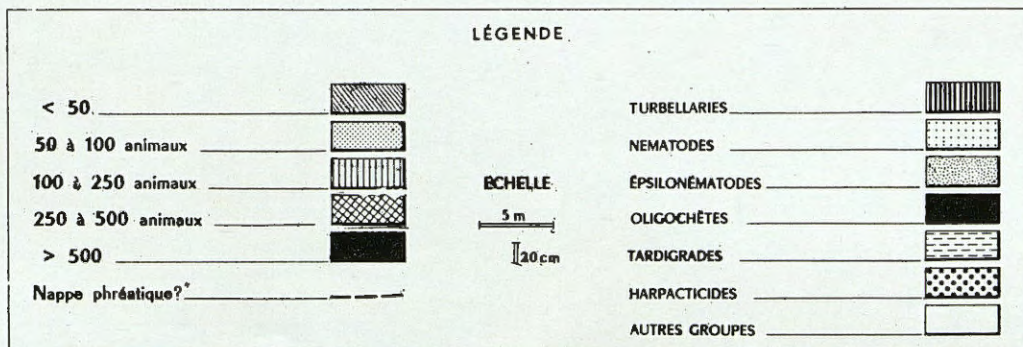 LÉGENDE
< 50
50 à 100 animaux
100 à 250 animaux
250 à 500 animaux
> 500
Nappe phréatique?*
ECHELLE
5 m
20 cm
TURBELLARIES
NEMATODES
ÉPSILONÉMATODES
OLIGOCHÈTES
TARDIGRADES
HARPACTICIDES
AUTRES GROUPES